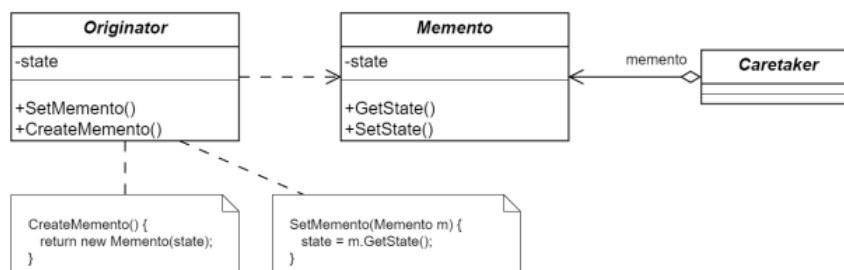 Originator
-state
+SetMemento()
+CreateMemento()
Memento
-state
+GetState()
+SetState()
memento
Caretaker
CreateMemento() {
return new Memento(state);
}
SetMemento(Memento m) {
state = m.GetState();
}